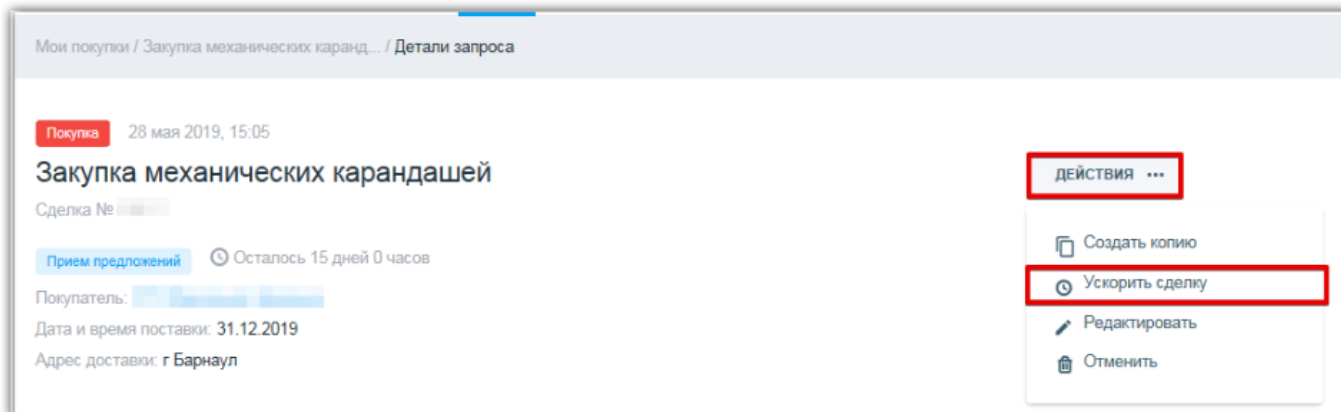 Мои покупки / Закупка механических каранд... / Детали запроса
Покупка 28 мая 2019, 15:05
Закупка механических карандашей
Сделка №
Прием предложений Осталось 15 дней 0 часов
Покупатель:
Дата и время поставки: 31.12.2019
Адрес доставки: г Барнаул
ДЕЙСТВИЯ •••
Создать копию
Ускорить сделку
Редактировать
Отменить